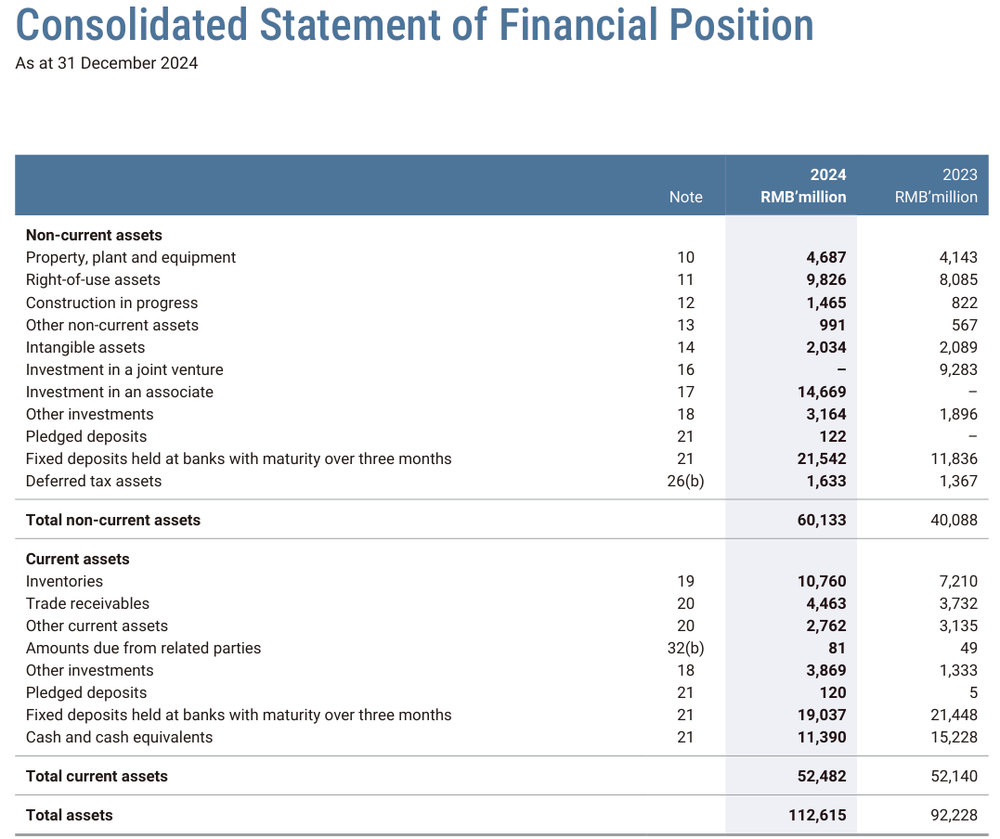 Consolidated Statement of Financial Position
As at 31 December 2024
2024 2023
Note RMB’million RMB’million
Non-current assets
Property, plant and equipment 10 4,687 4,143
Right-of-use assets 11 9,826 8,085
Construction in progress 12 1,465 822
Other non-current assets 13 991 567
Intangible assets 14 2,034 2,089
Investment in a joint venture 16 – 9,283
Investment in an associate 17 14,669 –
Other investments 18 3,164 1,896
Pledged deposits 21 122 –
Fixed deposits held at banks with maturity over three months 21 21,542 11,836
Deferred tax assets 26(b) 1,633 1,367
Total non-current assets 60,133 40,088
Current assets
Inventories 19 10,760 7,210
Trade receivables 20 4,463 3,732
Other current assets 20 2,762 3,135
Amounts due from related parties 32(b) 81 49
Other investments 18 3,869 1,333
Pledged deposits 21 120 5
Fixed deposits held at banks with maturity over three months 21 19,037 21,448
Cash and cash equivalents 21 11,390 15,228
Total current assets 52,482 52,140
Total assets 112,615 92,228